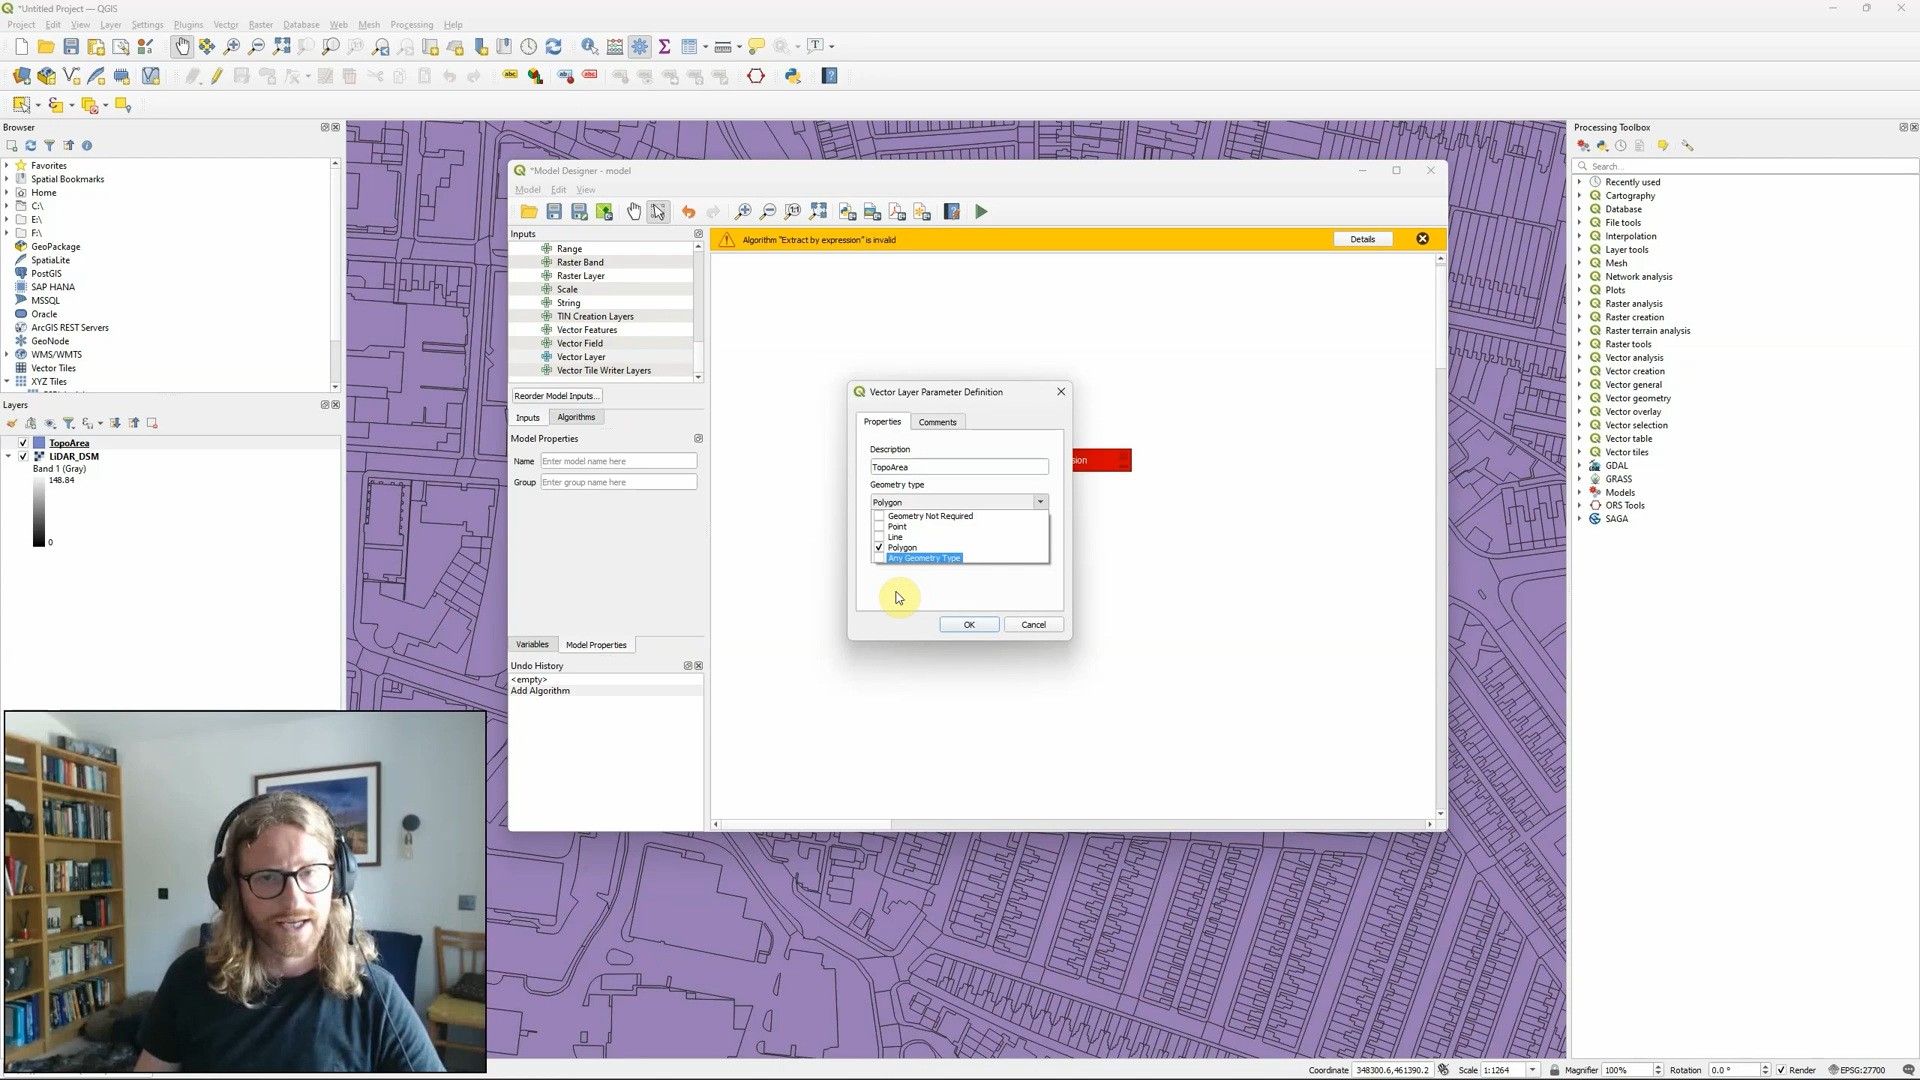 *Untitled Project — QGIS
Project Edit View Layer Settings Plugins Vector Raster Database Web Mesh Processing Help
Browser
Favorites
Spatial Bookmarks
Home
C:\
E:\
F:\
GeoPackage
SpatiaLite
PostGIS
SAP HANA
MSSQL
Oracle
ArcGIS REST Servers
GeoNode
WMS/WMTS
Vector Tiles
XYZ Tiles
Layers
TopoArea
LiDAR_DSM
Band 1 (Gray)
148.84
0
*Model Designer - model
Model Edit View
Inputs
Range
Raster Band
Raster Layer
Scale
String
TIN Creation Layers
Vector Features
Vector Field
Vector Layer
Vector Tile Writer Layers
Reorder Model Inputs...
Inputs Algorithms
Model Properties
Name Enter model name here
Group Enter group name here
Variables Model Properties
Undo History
<empty>
Add Algorithm
Algorithm "Extract by expression" is invalid Details
sion
Vector Layer Parameter Definition
Properties Comments
Description
TopoArea
Geometry type
Polygon
Geometry Not Required
Point
Line
Polygon
Any Geometry Type
OK Cancel
Processing Toolbox
Search...
Recently used
Cartography
Database
File tools
Interpolation
Layer tools
Mesh
Network analysis
Plots
Raster analysis
Raster creation
Raster terrain analysis
Raster tools
Vector analysis
Vector creation
Vector general
Vector geometry
Vector overlay
Vector selection
Vector table
Vector tiles
GDAL
GRASS
Models
ORS Tools
SAGA
Coordinate 348300.6,461390.2 Scale 1:1264 Magnifier 100% Rotation 0.0 ° Render EPSG:27700